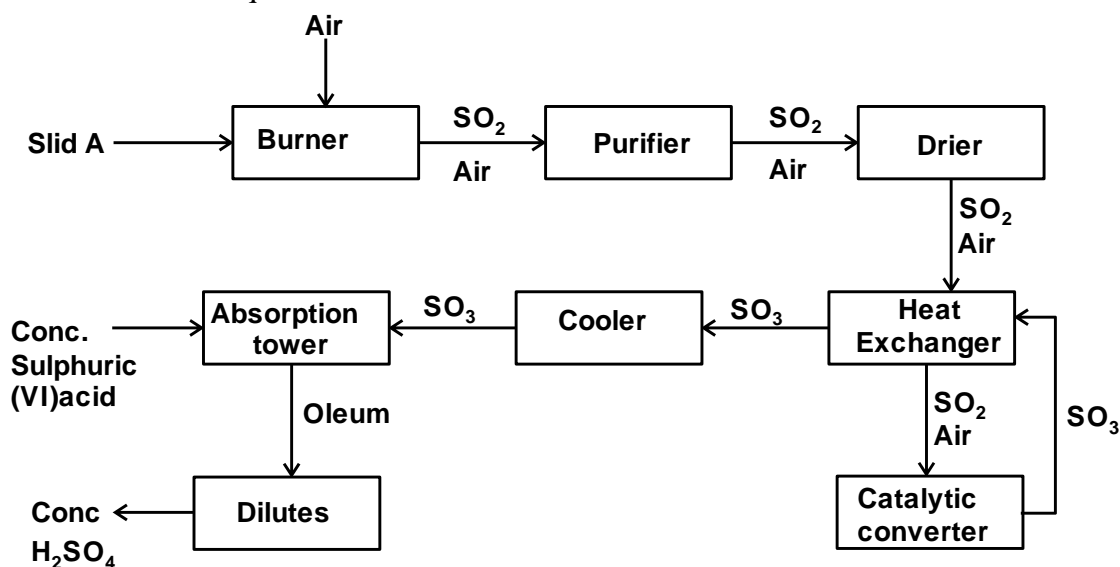 Air
Slid A
Burner
SO₂
Air
Purifier
SO₂
Air
Drier
SO₂
Air
Conc.
Sulphuric
(VI)acid
Absorption
tower
SO₃
Cooler
SO₃
Heat
Exchanger
SO₂
Air
SO₃
Oleum
Conc
H₂SO₄
Dilutes
Catalytic
converter